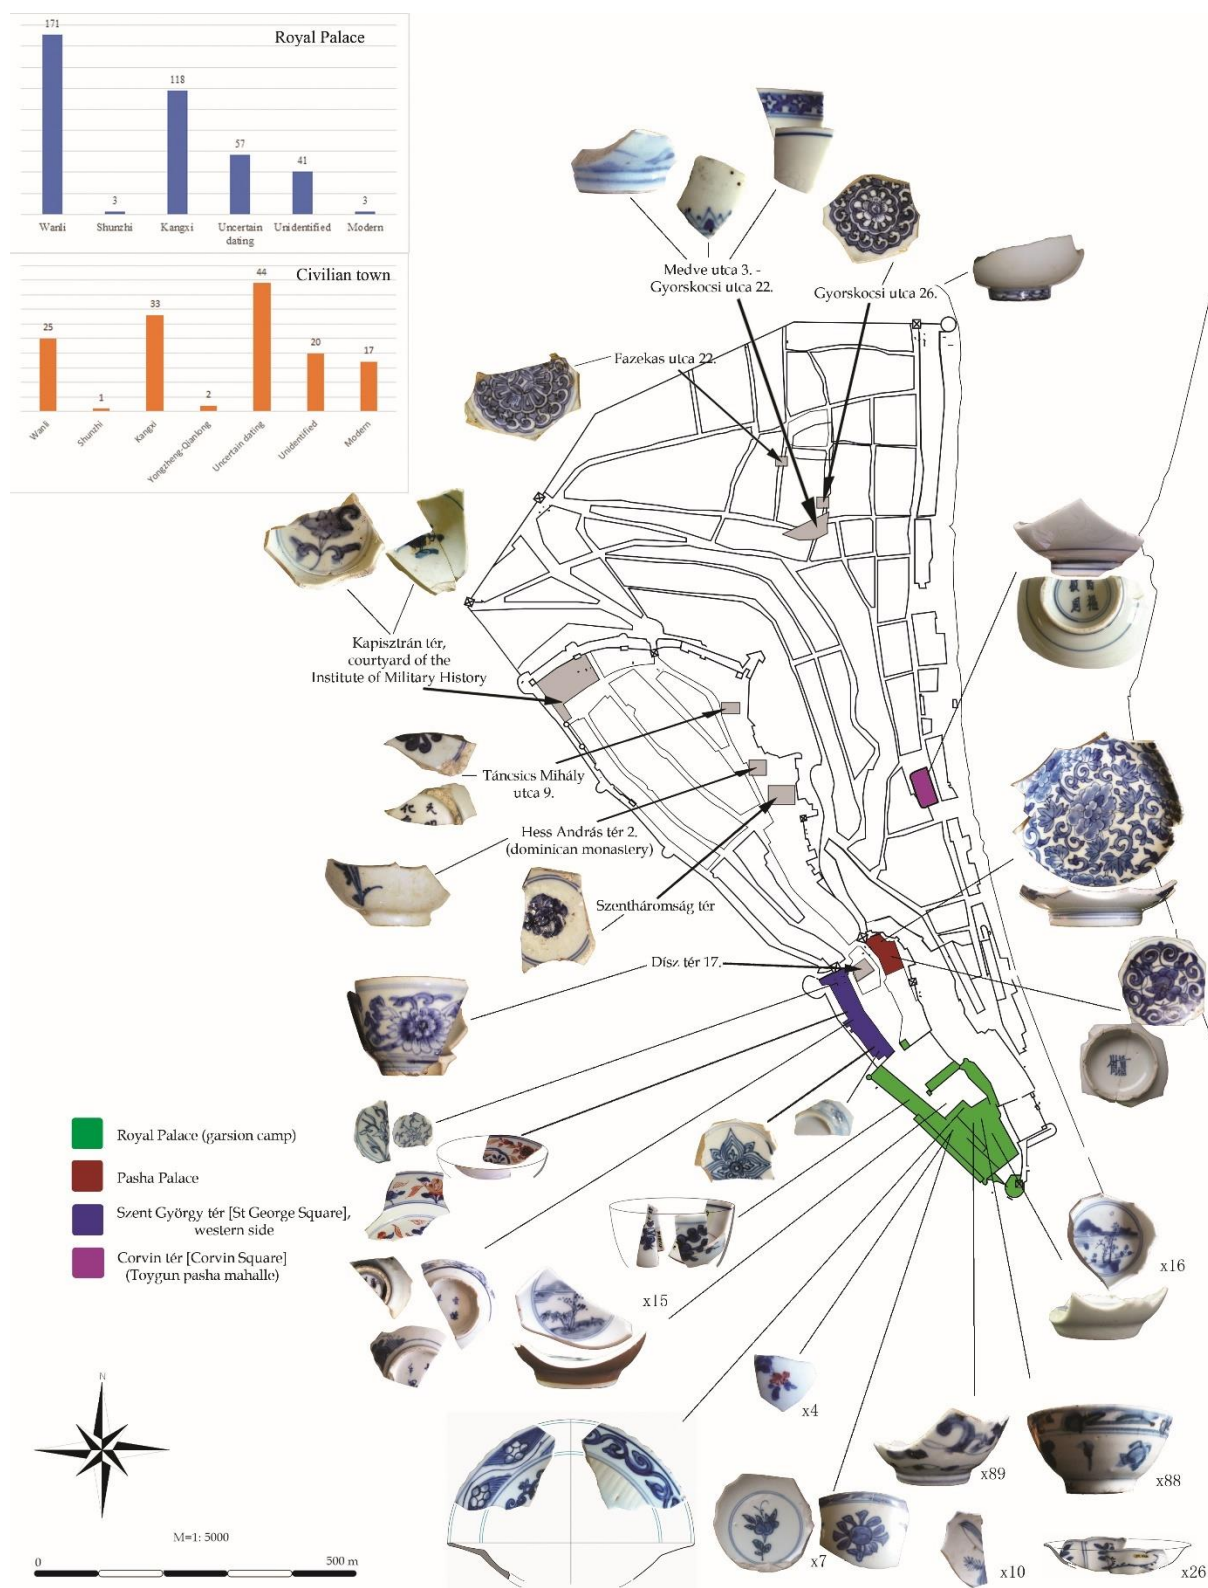 Royal Palace
171
3
118
57
41
3
Wanli
Shunzhi
Kangxi
Uncertain
dating
Unidentified
Modern
Civilian town
25
1
33
2
44
20
17
Wanli
Shunzhi
Kangxi
Yongzheng-Qianlong
Uncertain dating
Unidentified
Modern
Medve utca 3. -
Gyorskocsi utca 22.
Gyorskocsi utca 26.
Fazekas utca 22.
Kapisztrán tér,
courtyard of the
Institute of Military History
Táncsics Mihály
utca 9.
Hess András tér 2.
(dominican monastery)
Szentháromság tér
Dísz tér 17.
Royal Palace (garsion camp)
Pasha Palace
Szent György tér [St George Square],
western side
Corvin tér [Corvin Square]
(Toygun pasha mahalle)
x16
x15
x4
x89
x88
x7
x10
x26
N
M=1: 5000
0
500 m